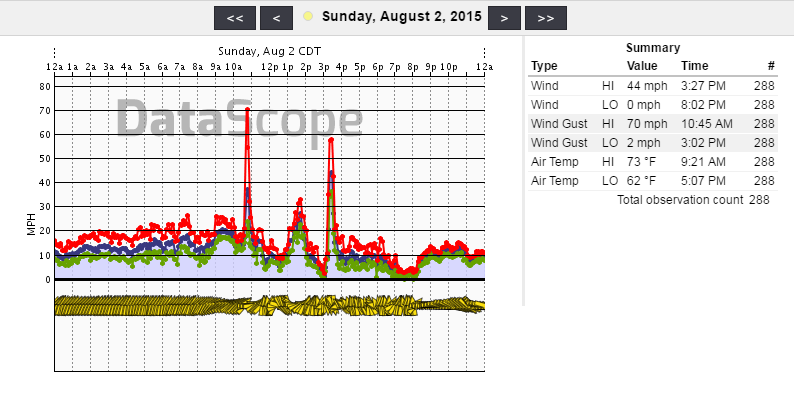 << < Sunday, August 2, 2015 > >>
Sunday, Aug 2 CDT
12a 1a 2a 3a 4a 5a 6a 7a 8a 9a 10a 12p 1p 2p 3p 4p 5p 6p 7p 8p 9p 10p 12a
80
70
60
50
40
30
20
10
0
MPH
DataScope
Summary
Type Value Time #
Wind HI 44 mph 3:27 PM 288
Wind LO 0 mph 8:02 PM 288
Wind Gust HI 70 mph 10:45 AM 288
Wind Gust LO 2 mph 3:02 PM 288
Air Temp HI 73 °F 9:21 AM 288
Air Temp LO 62 °F 5:07 PM 288
Total observation count 288